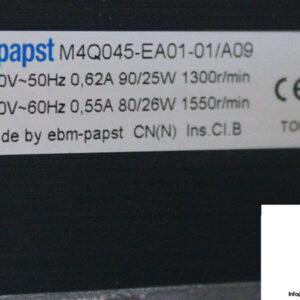 papst M4Q045-EA01-01/A09
0V~50Hz 0,62A 90/25W 1300r/min
0V~60Hz 0,55A 80/26W 1550r/min
de by ebm-papst CN(N) Ins.Cl.B
CE
TOU
Info@